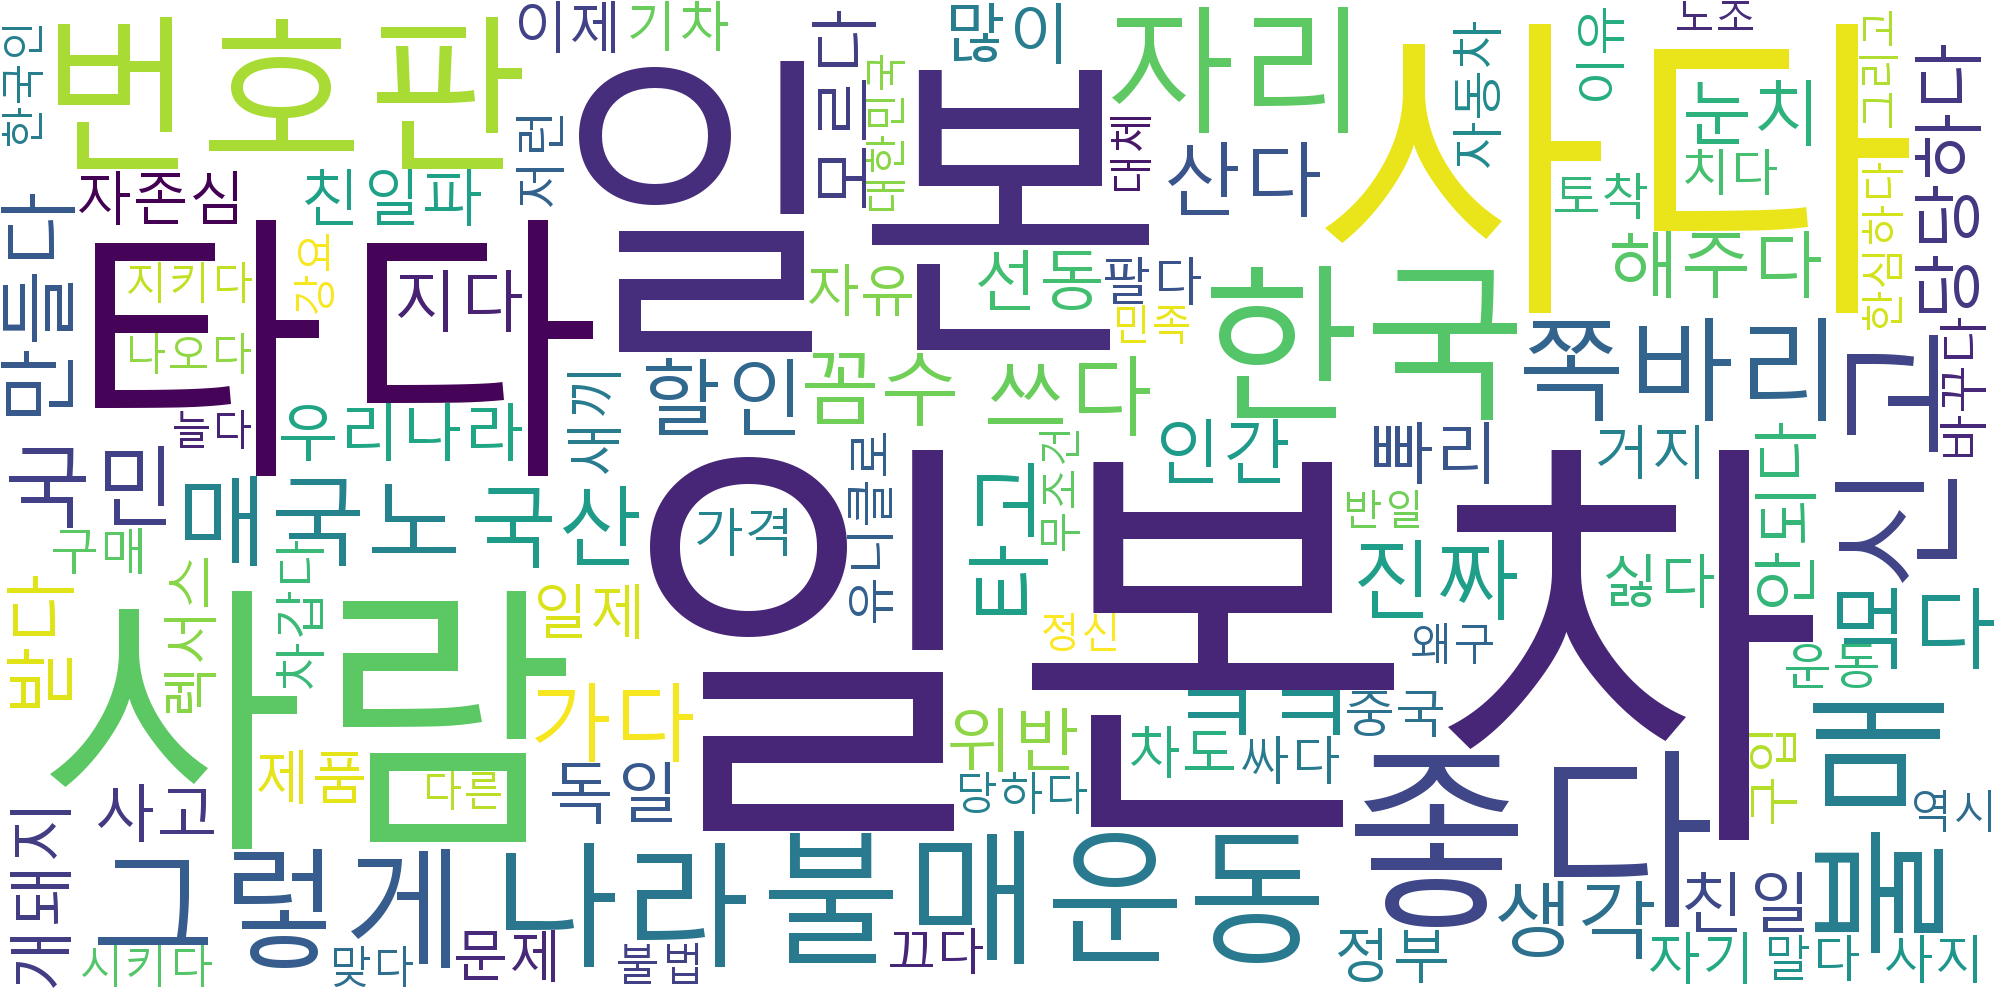 한국인
번호판
이제
기차
모르다
많이
자리
자동차
사다
이유
노조
그리고
당당하다
저런
일본
대한민국
대체
산다
눈치
치다
토착
한심하다
자존심
친일파
만들다
타다
지키다
강요
지다
나오다
자유
선동
팔다
민족
한국
해주다
쪽바리
구
바꾸다
늘다
우리나라
새끼
할인
꼼수
쓰다
국민
매국노
국산
가격
유니클로
타고
무조건
인간
빠리
거지
반일
안되다
역시
구매
차갑다
렉서스
받다
사람
일제
일본차
정신
진짜
왜구
싫다
운동
제품
다른
가다
독일
위반
ㅋㅋ
차도
싸다
중국
당하다
구입
불매
개돼지
사고
그렇게
나라
불매운동
좋다
생각
친일
시키다
맞다
문제
불법
끄다
정부
자기
말다
사지